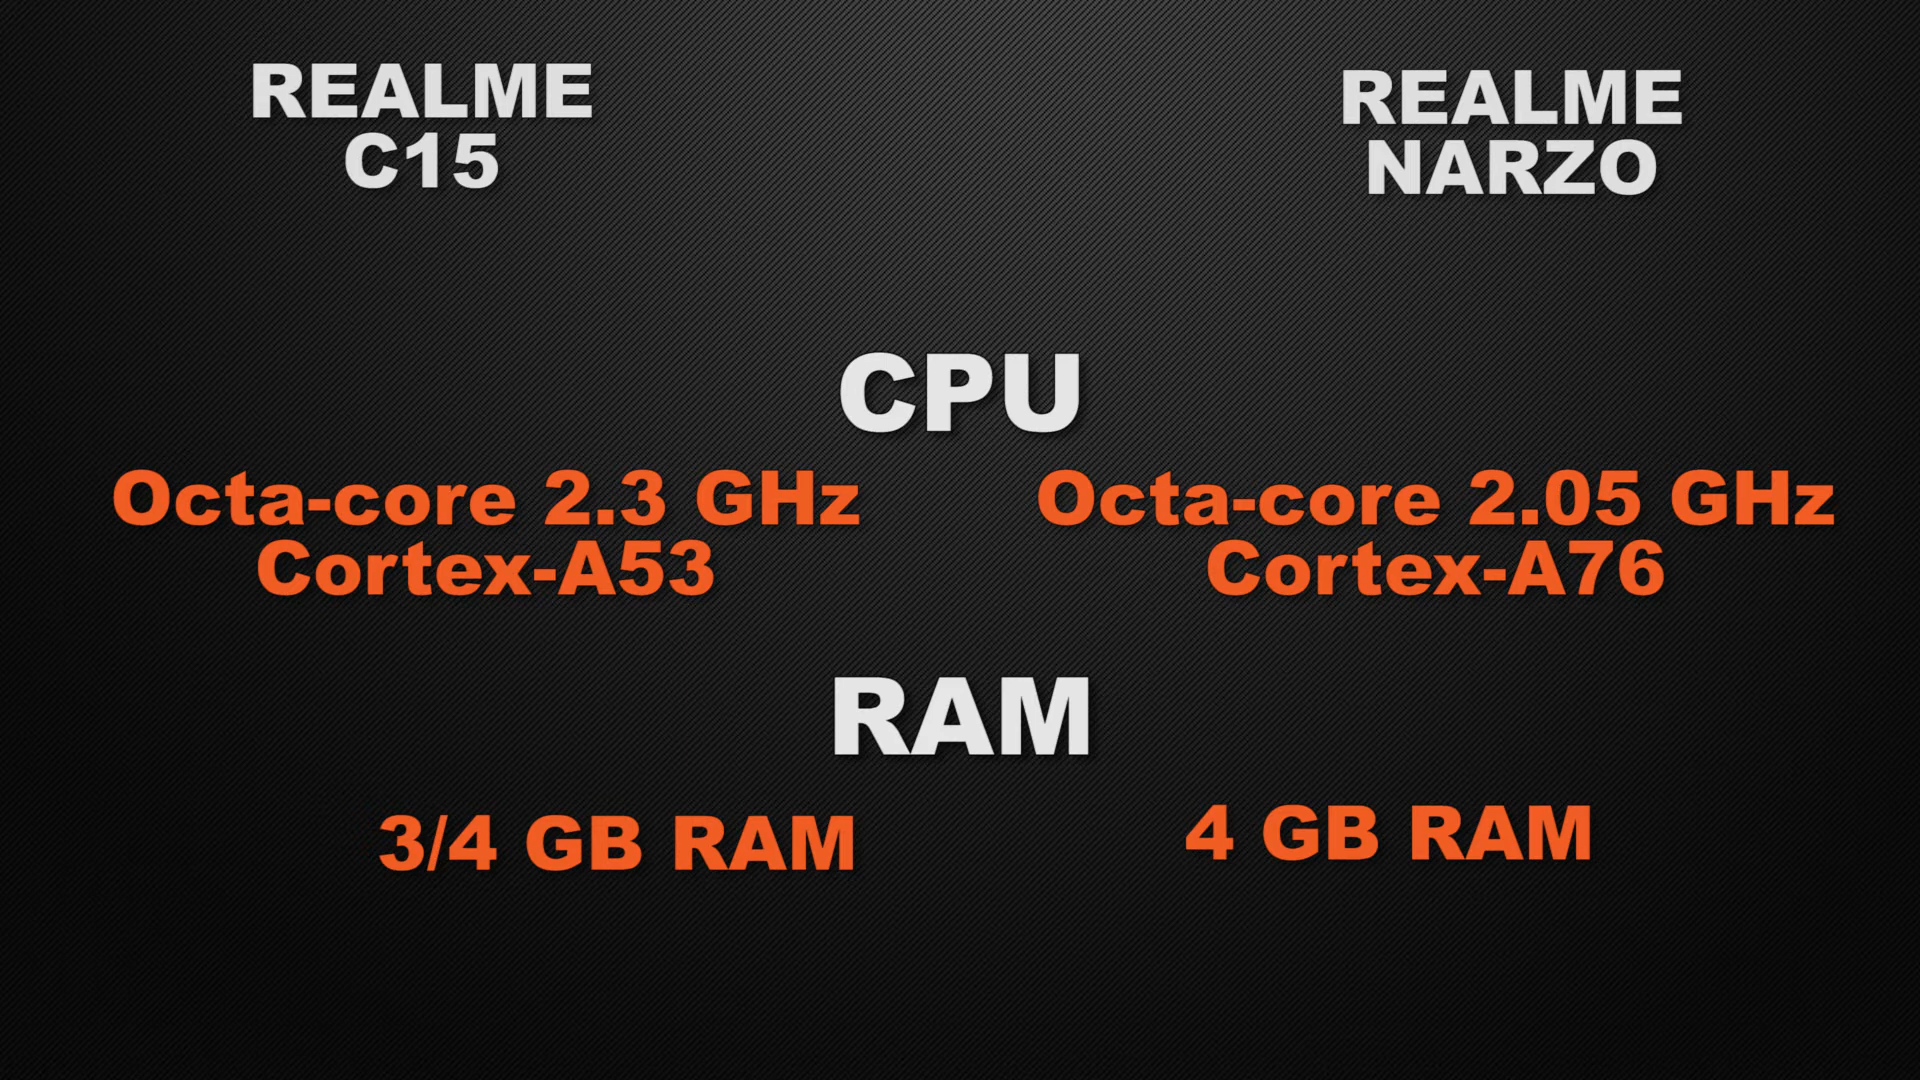 REALME
C15
REALME
NARZO
CPU
Octa-core 2.3 GHz
Cortex-A53
Octa-core 2.05 GHz
Cortex-A76
RAM
3/4 GB RAM
4 GB RAM